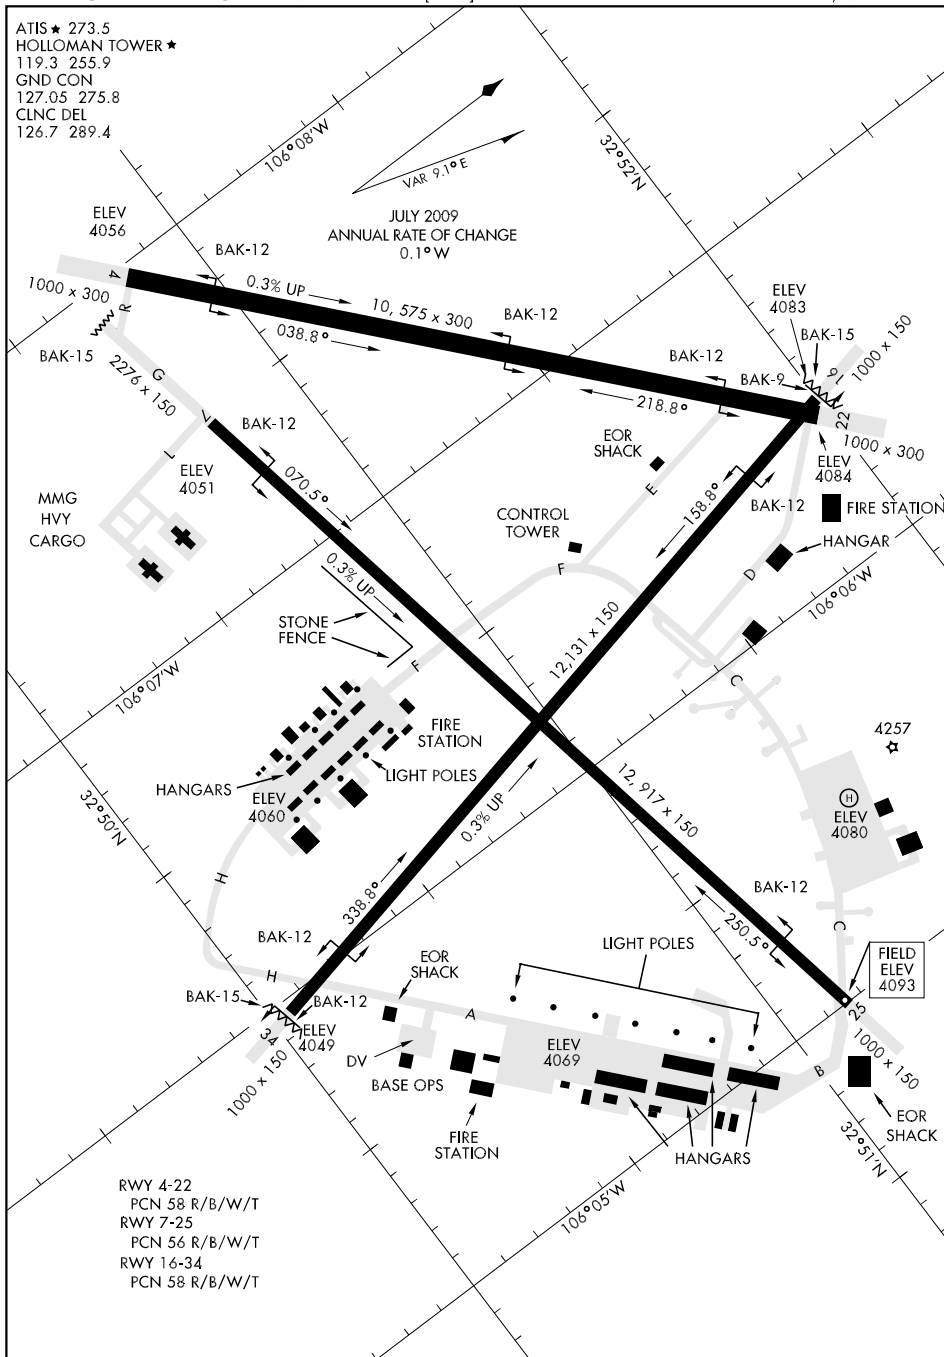 ATIS ★ 273.5
HOLLOMAN TOWER ★
119.3 255.9
GND CON
127.05 275.8
CLNC DEL
126.7 289.4
106°08'W
32°52'N
VAR 9.1° E
JULY 2009
ANNUAL RATE OF CHANGE
0.1° W
ELEV
4056
BAK-12
4
1000 x 300
R
0.3% UP
10, 575 x 300
038.8°
BAK-12
BAK-12
218.8°
ELEV
4083
BAK-15
BAK-9
16
1000 x 150
22
1000 x 300
ELEV
4084
BAK-15
2276 x 150
G
7
L
BAK-12
ELEV
4051
070.5°
0.3% UP
MMG
HVY
CARGO
EOR
SHACK
E
CONTROL
TOWER
F
158.8°
BAK-12
FIRE STATION
HANGAR
D
106°06'W
STONE
FENCE
F
12,131 x 150
C
106°07'W
FIRE
STATION
LIGHT POLES
HANGARS
ELEV
4060
32°50'N
4257
H
ELEV
4080
12, 917 x 150
0.3% UP
H
338.8°
BAK-12
250.5°
BAK-12
C
LIGHT POLES
FIELD
ELEV
4093
H
EOR
SHACK
A
BAK-15
BAK-12
34
ELEV
4049
1000 x 150
DV
BASE OPS
ELEV
4069
25
1000 x 150
B
FIRE
STATION
HANGARS
EOR
SHACK
32°51'N
106°05'W
RWY 4-22
PCN 58 R/B/W/T
RWY 7-25
PCN 56 R/B/W/T
RWY 16-34
PCN 58 R/B/W/T